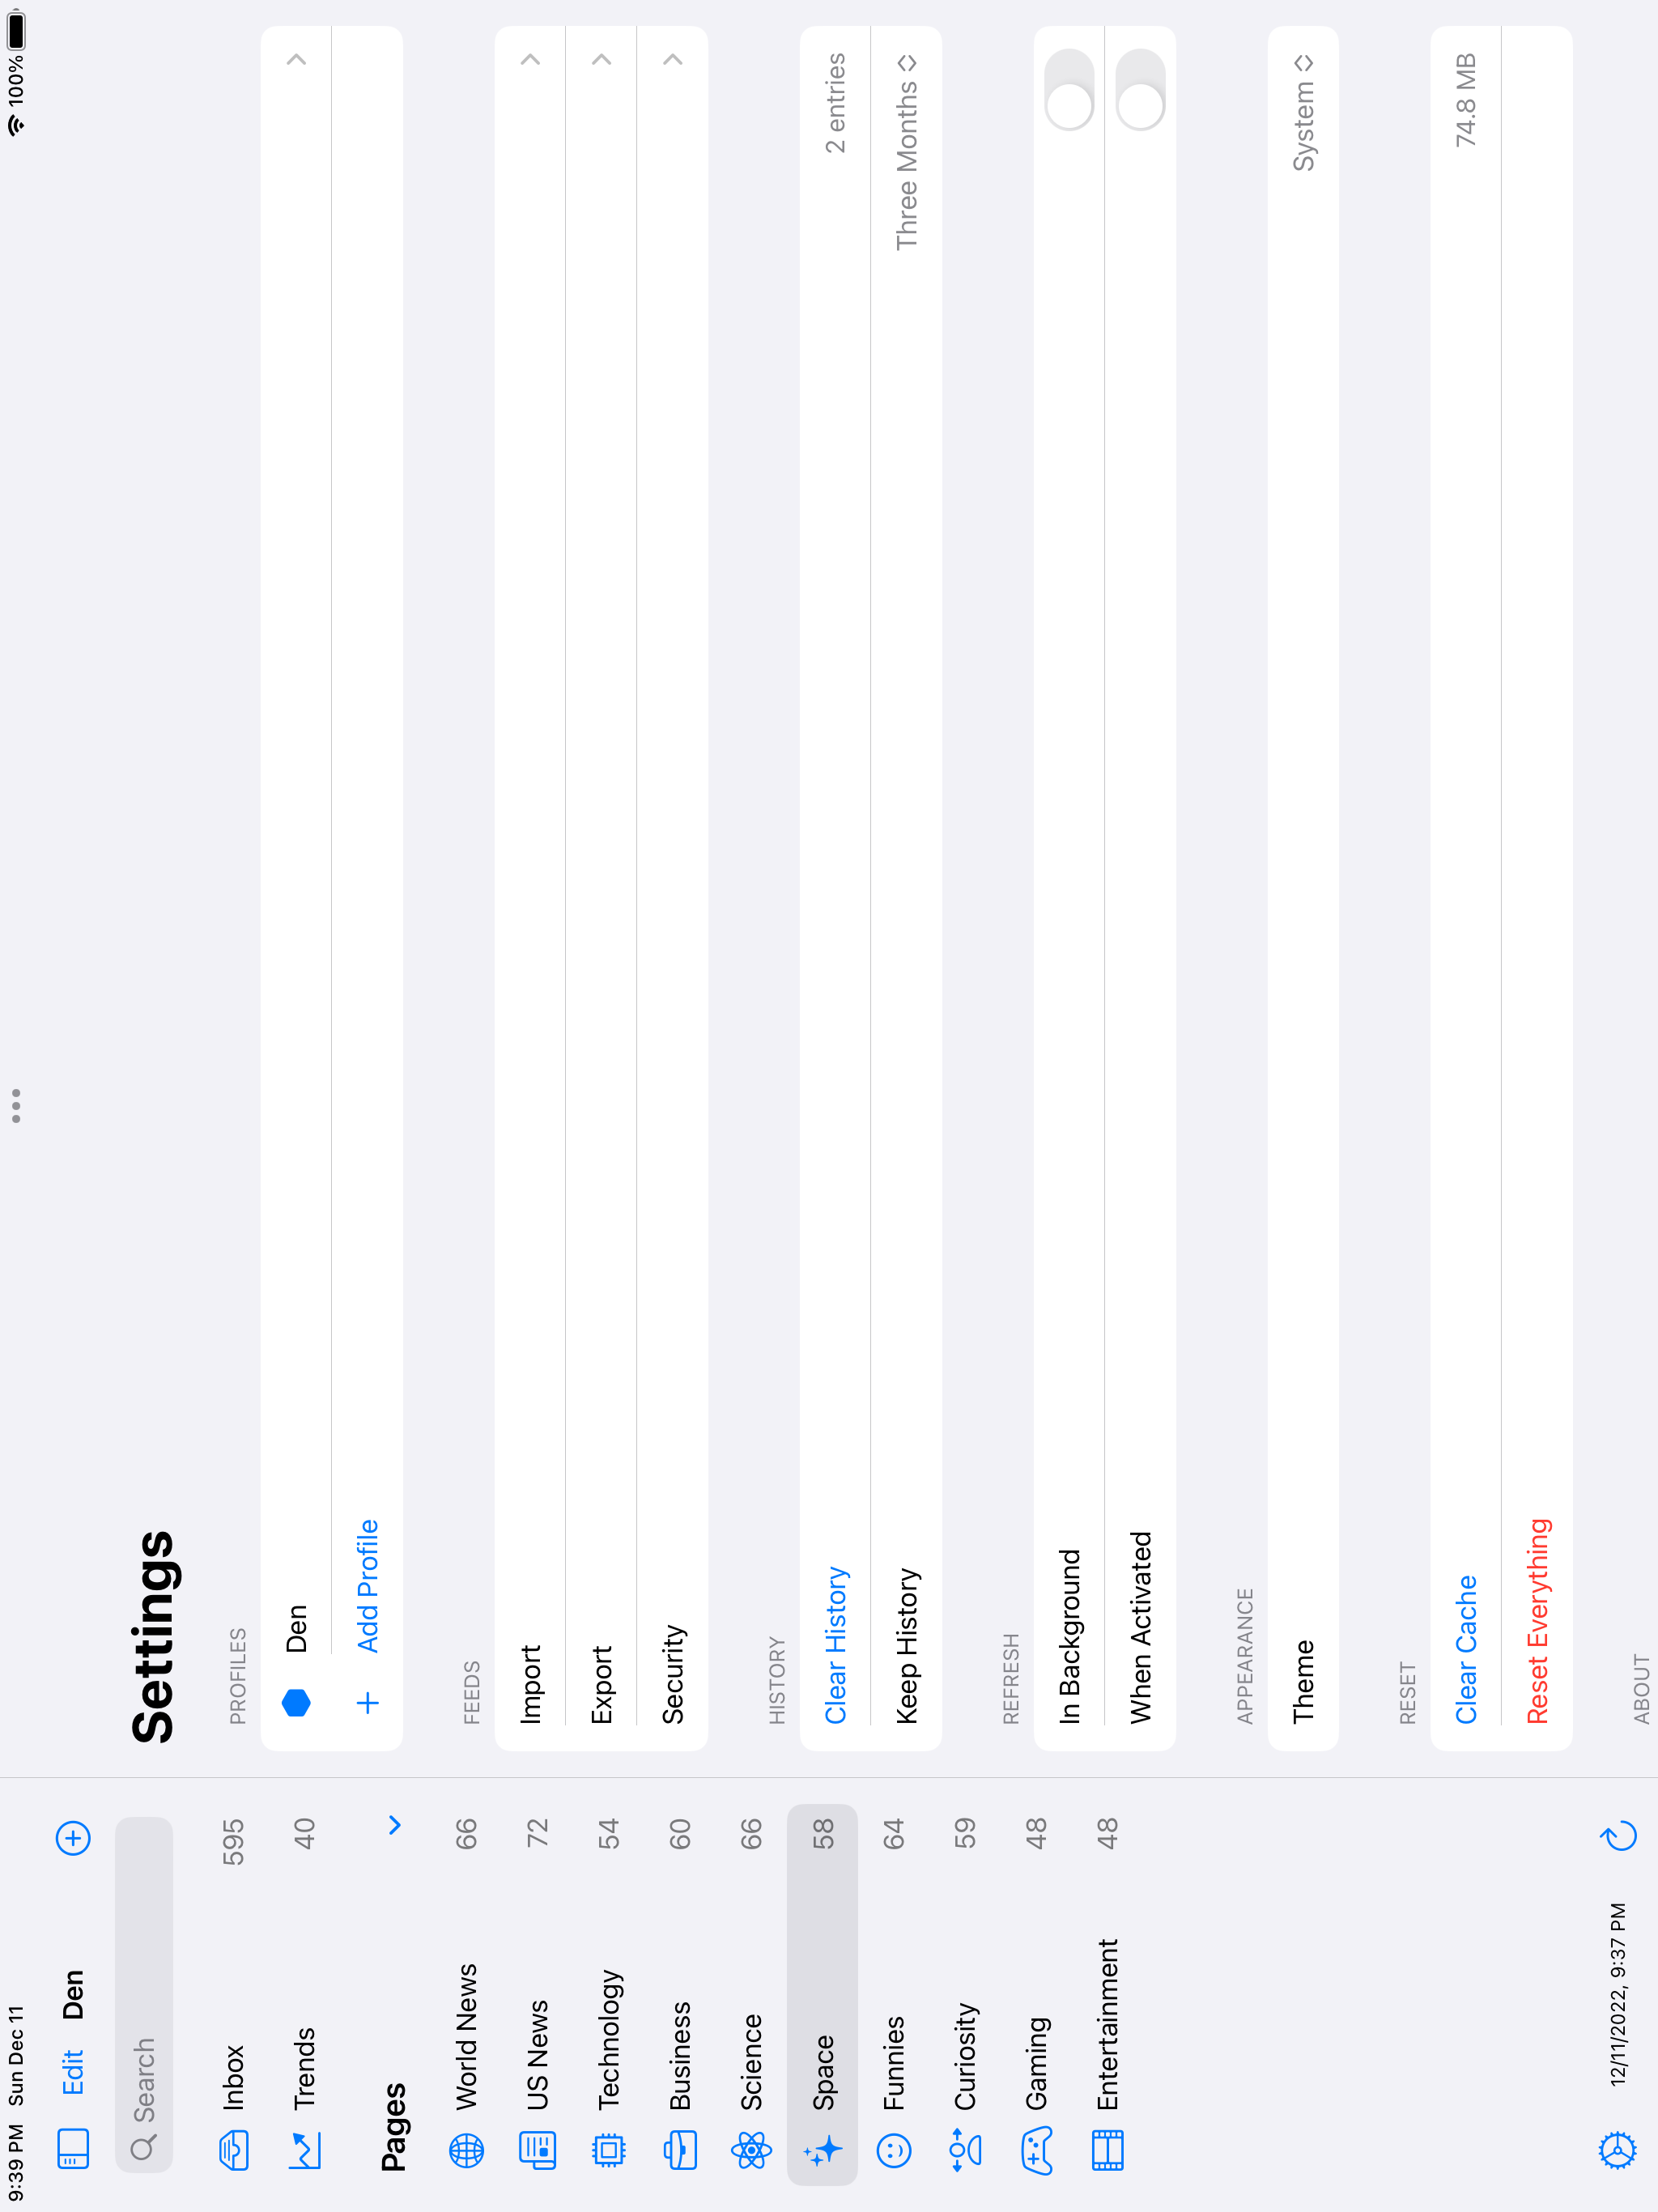 9:39 PM Sun Dec 11
100%
Edit Den
Search
Inbox 595
Trends 40
Pages
World News 66
US News 72
Technology 54
Business 60
Science 66
Space 58
Funnies 64
Curiosity 59
Gaming 48
Entertainment 48
12/11/2022, 9:37 PM
Settings
PROFILES
Den
Add Profile
FEEDS
Import
Export
Security
HISTORY
Clear History 2 entries
Keep History Three Months
REFRESH
In Background
When Activated
APPEARANCE
Theme System
RESET
Clear Cache 74.8 MB
Reset Everything
ABOUT